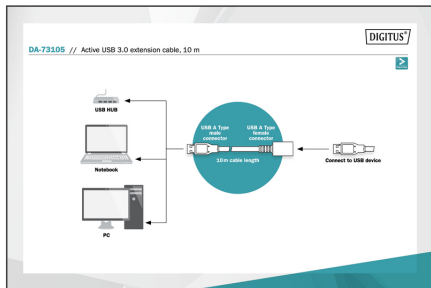 DIGITUS®
DA-73105 // Active USB 3.0 extension cable, 10 m
USB HUB
USB A Type
male
connector
USB A Type
female
connector
10m cable length
Notebook
Connect to USB device
PC